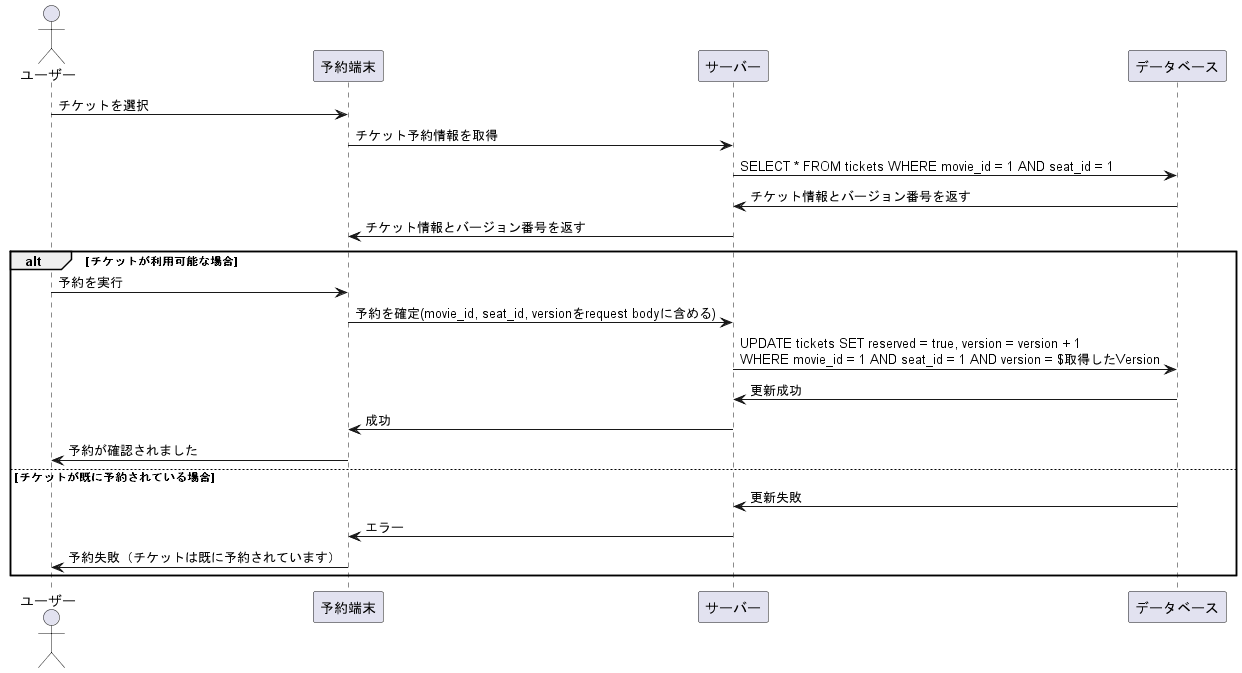 ユーザー
予約端末
サーバー
データベース
チケットを選択
チケット予約情報を取得
SELECT * FROM tickets WHERE movie_id = 1 AND seat_id = 1
チケット情報とバージョン番号を返す
チケット情報とバージョン番号を返す
alt
[チケットが利用可能な場合]
予約を実行
予約を確定(movie_id, seat_id, versionをrequest bodyに含める)
UPDATE tickets SET reserved = true, version = version + 1
WHERE movie_id = 1 AND seat_id = 1 AND version = $取得したVersion
更新成功
成功
予約が確認されました
[チケットが既に予約されている場合]
更新失敗
エラー
予約失敗（チケットは既に予約されています）
ユーザー
予約端末
サーバー
データベース